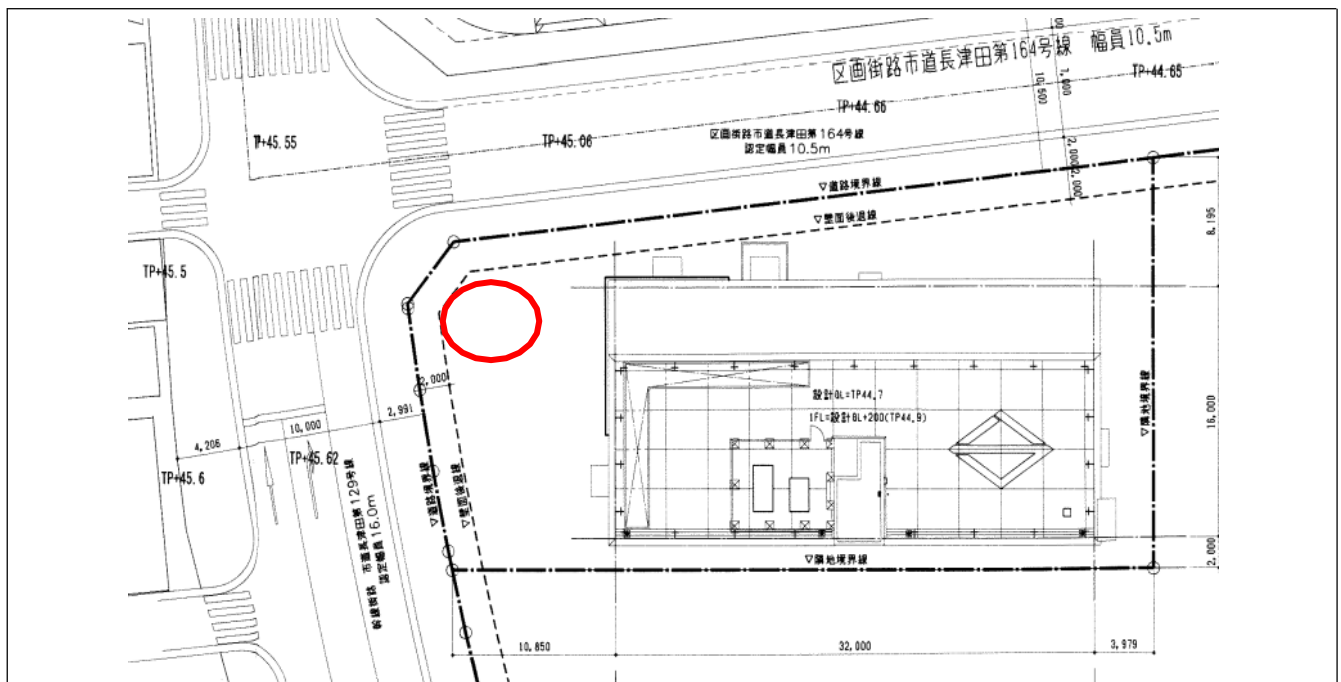 区画街路市道長津田第164号線 幅員10.5m
TP+44.65
1,000
10,500
TP+44.66
TP+45.55
TP+45.06
区画街路市道長津田第164号線
認定幅員10.5m
2,000
2,000
▽道路境界線
▽壁面後退線
8,195
TP+45.5
2,000
設計GL=TP44.7
1FL=設計GL+200(TP44.9)
▽隣地境界線
16,000
2,991
10,000
4,206
TP+45.62
TP+45.6
▽道路境界線
▽壁面後退線
幹線街路 市道長津田第129号線
認定幅員16.0m
▽隣地境界線
2,000
10,850
32,000
3,979